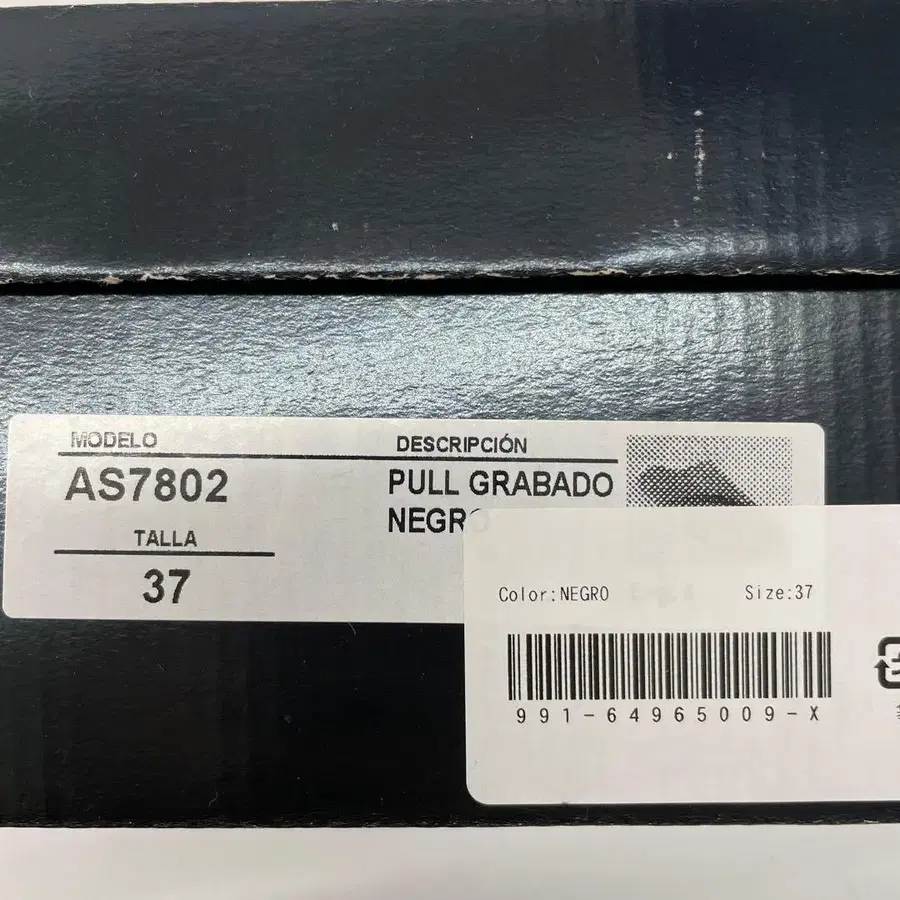 MODELO
AS7802
TALLA
37
DESCRIPCIÓN
PULL GRABADO
NEGRO
Color:NEGRO Size:37
991-64965009-X